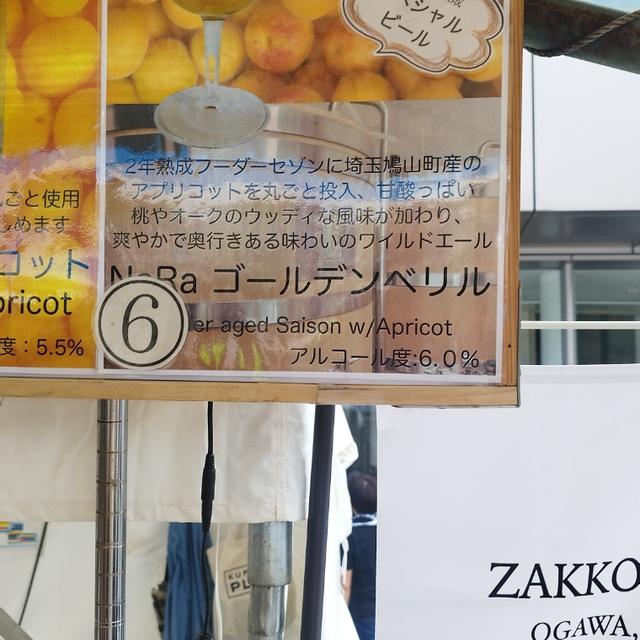 シャル
ビール
2年熟成フーダーセゾンに埼玉鳩山町産の
アプリコットを丸ごと投入、甘酸っぱい
桃やオークのウッディな風味が加わり、
爽やかで奥行きある味わいのワイルドエール
NaRa ゴールデンベリル
er aged Saison w/Apricot
アルコール度:6.0%
6
ごと使用
しめます
コット
pricot
度：5.5%
ZAKKO
OGAWA,